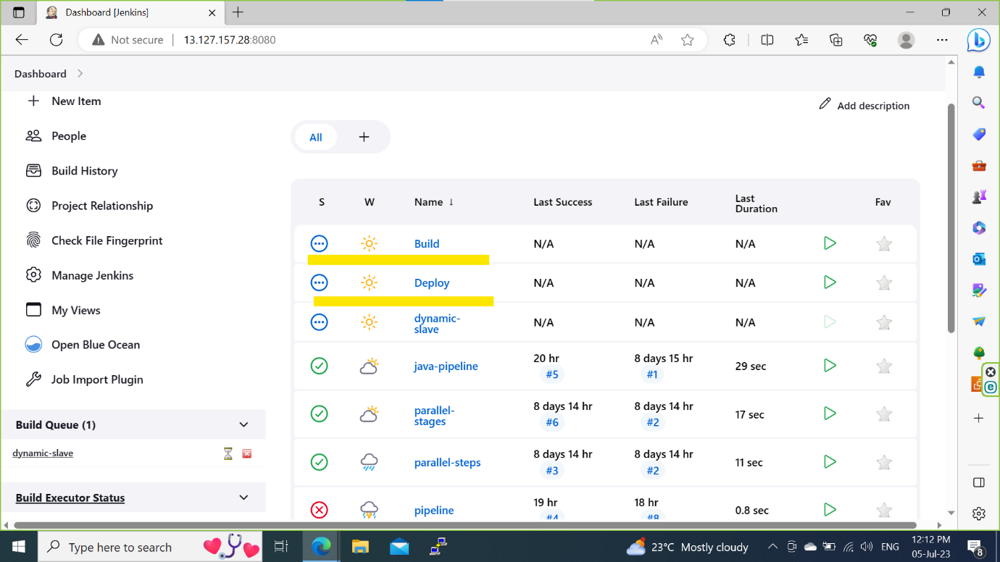 Dashboard [Jenkins]
Not secure 13.127.157.28:8080
Dashboard
New Item
Add description
People
All
Build History
S W Name ↓ Last Success Last Failure Last Duration Fav
Project Relationship
Check File Fingerprint
Build N/A N/A N/A
Manage Jenkins
Deploy N/A N/A N/A
My Views
dynamic-slave N/A N/A N/A
Open Blue Ocean
java-pipeline 20 hr #5 8 days 15 hr #1 29 sec
Job Import Plugin
parallel-stages 8 days 14 hr #6 8 days 14 hr #2 17 sec
Build Queue (1)
dynamic-slave
parallel-steps 8 days 14 hr #3 8 days 14 hr #2 11 sec
Build Executor Status
pipeline 19 hr #4 18 hr #8 0.8 sec
Type here to search
23°C Mostly cloudy
ENG
12:12 PM
05-Jul-23
8